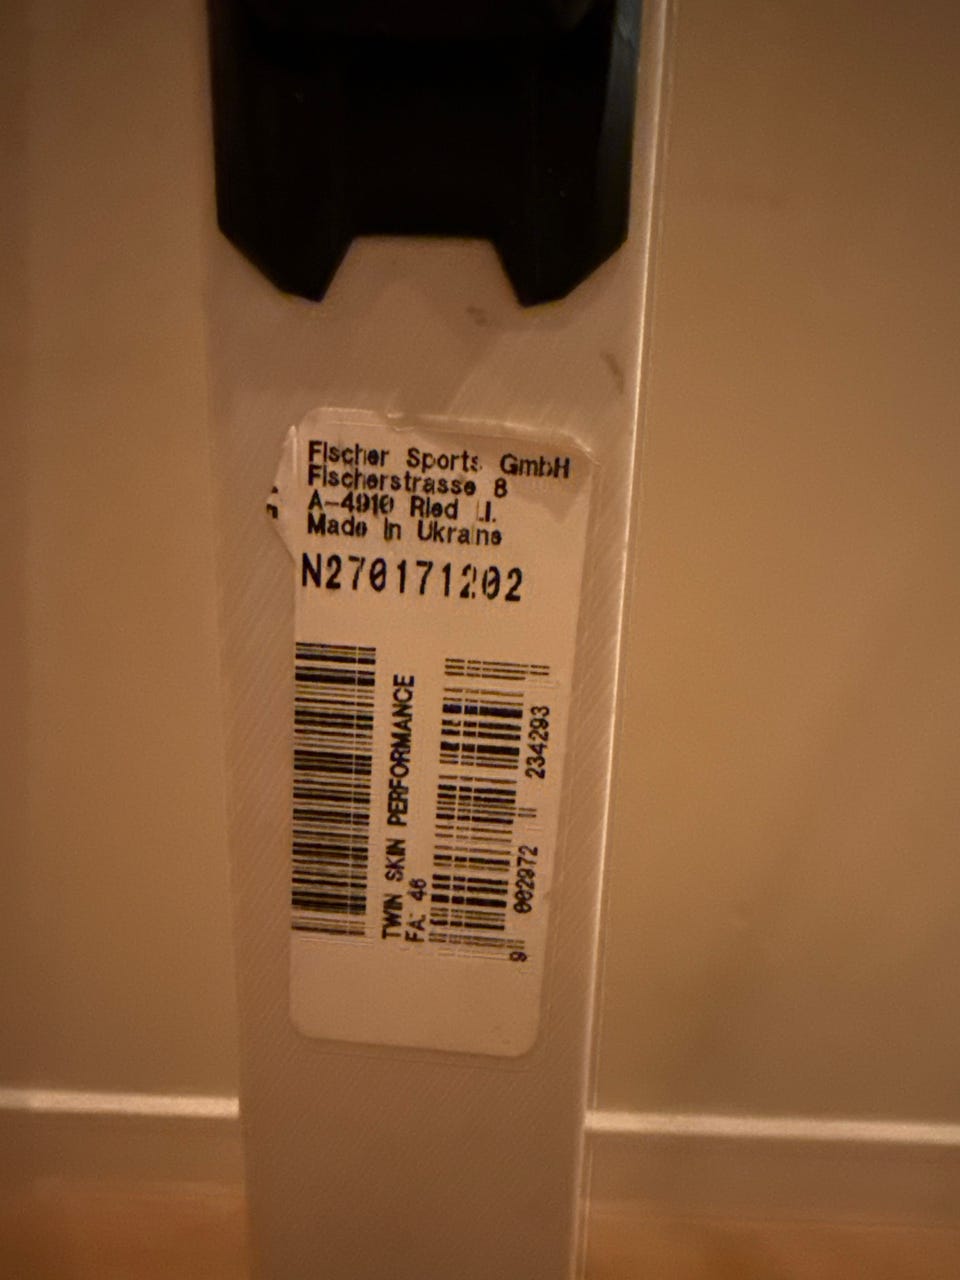 Fischer Sports GmbH
Fischerstrasse 8
A-4910 Ried I.I.
Made in Ukraine
N270171202
TWIN SKIN PERFORMANCE
FA: 46
9 002972 234293